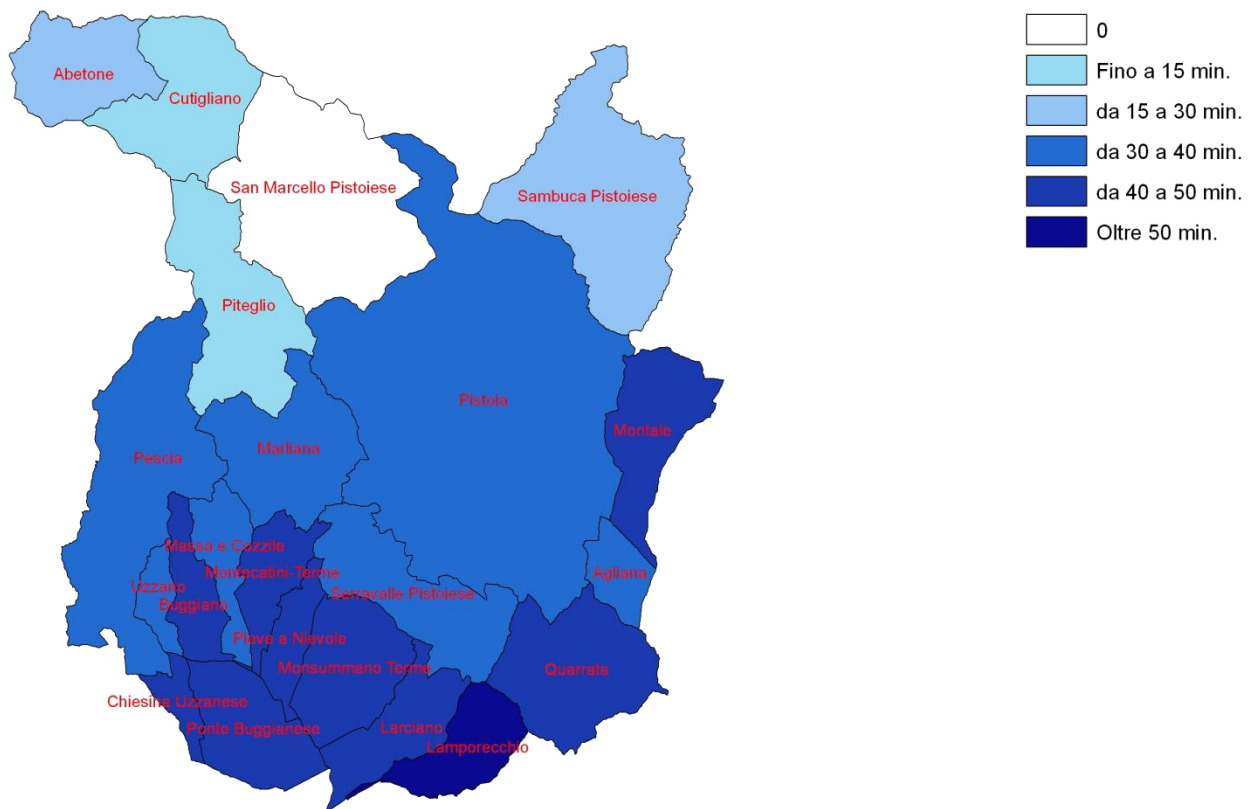 0
Fino a 15 min.
da 15 a 30 min.
da 30 a 40 min.
da 40 a 50 min.
Oltre 50 min.
Abetone
Cutigliano
San Marcello Pistoiese
Sambuca Pistoiese
Piteglio
Pistoia
Montale
Marliana
Pescia
Massa e Cozzile
Montecatini-Terme
Agliana
Uzzano
Serravalle Pistoiese
Buggiano
Pieve a Nievole
Monsummano Terme
Quarrata
Chiesina Uzzanese
Ponte Buggianese
Larciano
Lamporecchio